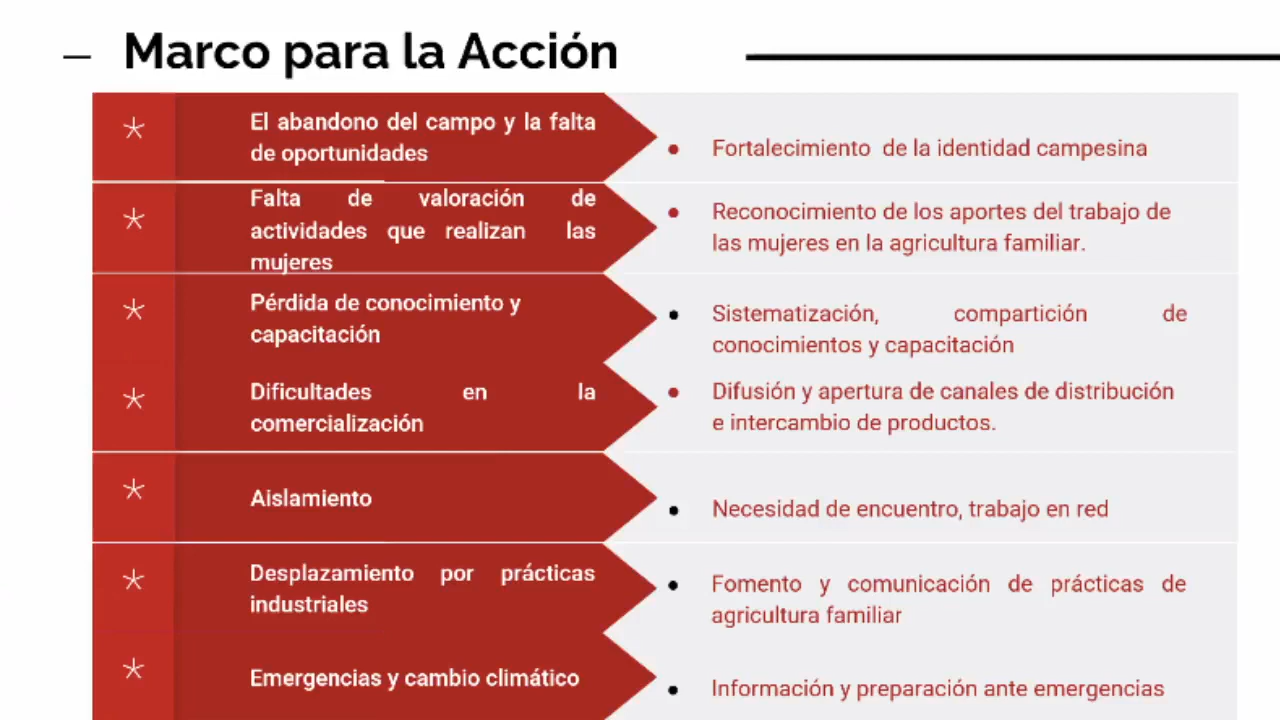 Marco para la Acción
El abandono del campo y la falta
de oportunidades
Fortalecimiento de la identidad campesina
Falta de valoración de
actividades que realizan las
mujeres
Reconocimiento de los aportes del trabajo de
las mujeres en la agricultura familiar.
Pérdida de conocimiento y
capacitación
Sistematización, compartición de
conocimientos y capacitación
Dificultades en la
comercialización
Difusión y apertura de canales de distribución
e intercambio de productos.
Aislamiento
Necesidad de encuentro, trabajo en red
Desplazamiento por prácticas
industriales
Fomento y comunicación de prácticas de
agricultura familiar
Emergencias y cambio climático
Información y preparación ante emergencias